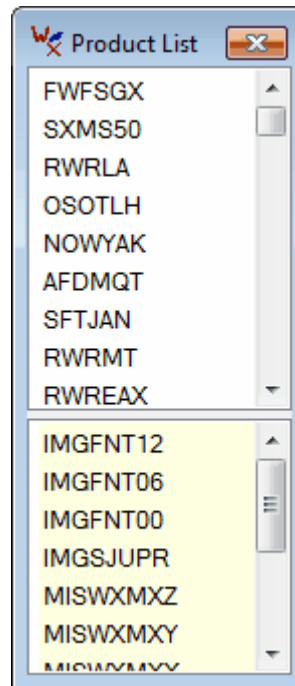 Product List
FWFSGX
SXMS50
RWRLA
OSOTLH
NOWYAK
AFDMQT
SFTJAN
RWRMT
RWREAX
IMGFNT12
IMGFNT06
IMGFNT00
IMGSJUPR
MISWXMXZ
MISWXMXY